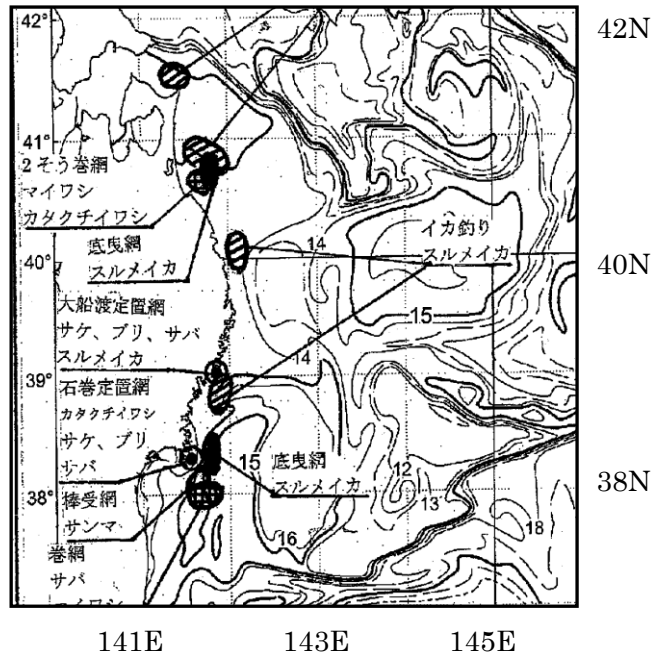 42°
42N
41°
2そう巻網
マイワシ
カタクチイワシ
底曳網
スルメイカ
14
イカ釣り
スルメイカ
40°
40N
大船渡定置網
サケ、ブリ、サバ
スルメイカ
15
14
39°
石巻定置網
カタクチイワシ
サケ、ブリ
サバ
15
底曳網
スルメイカ
12
13
38°
38N
棒受網
サンマ
16
18
巻網
サバ
141E
143E
145E